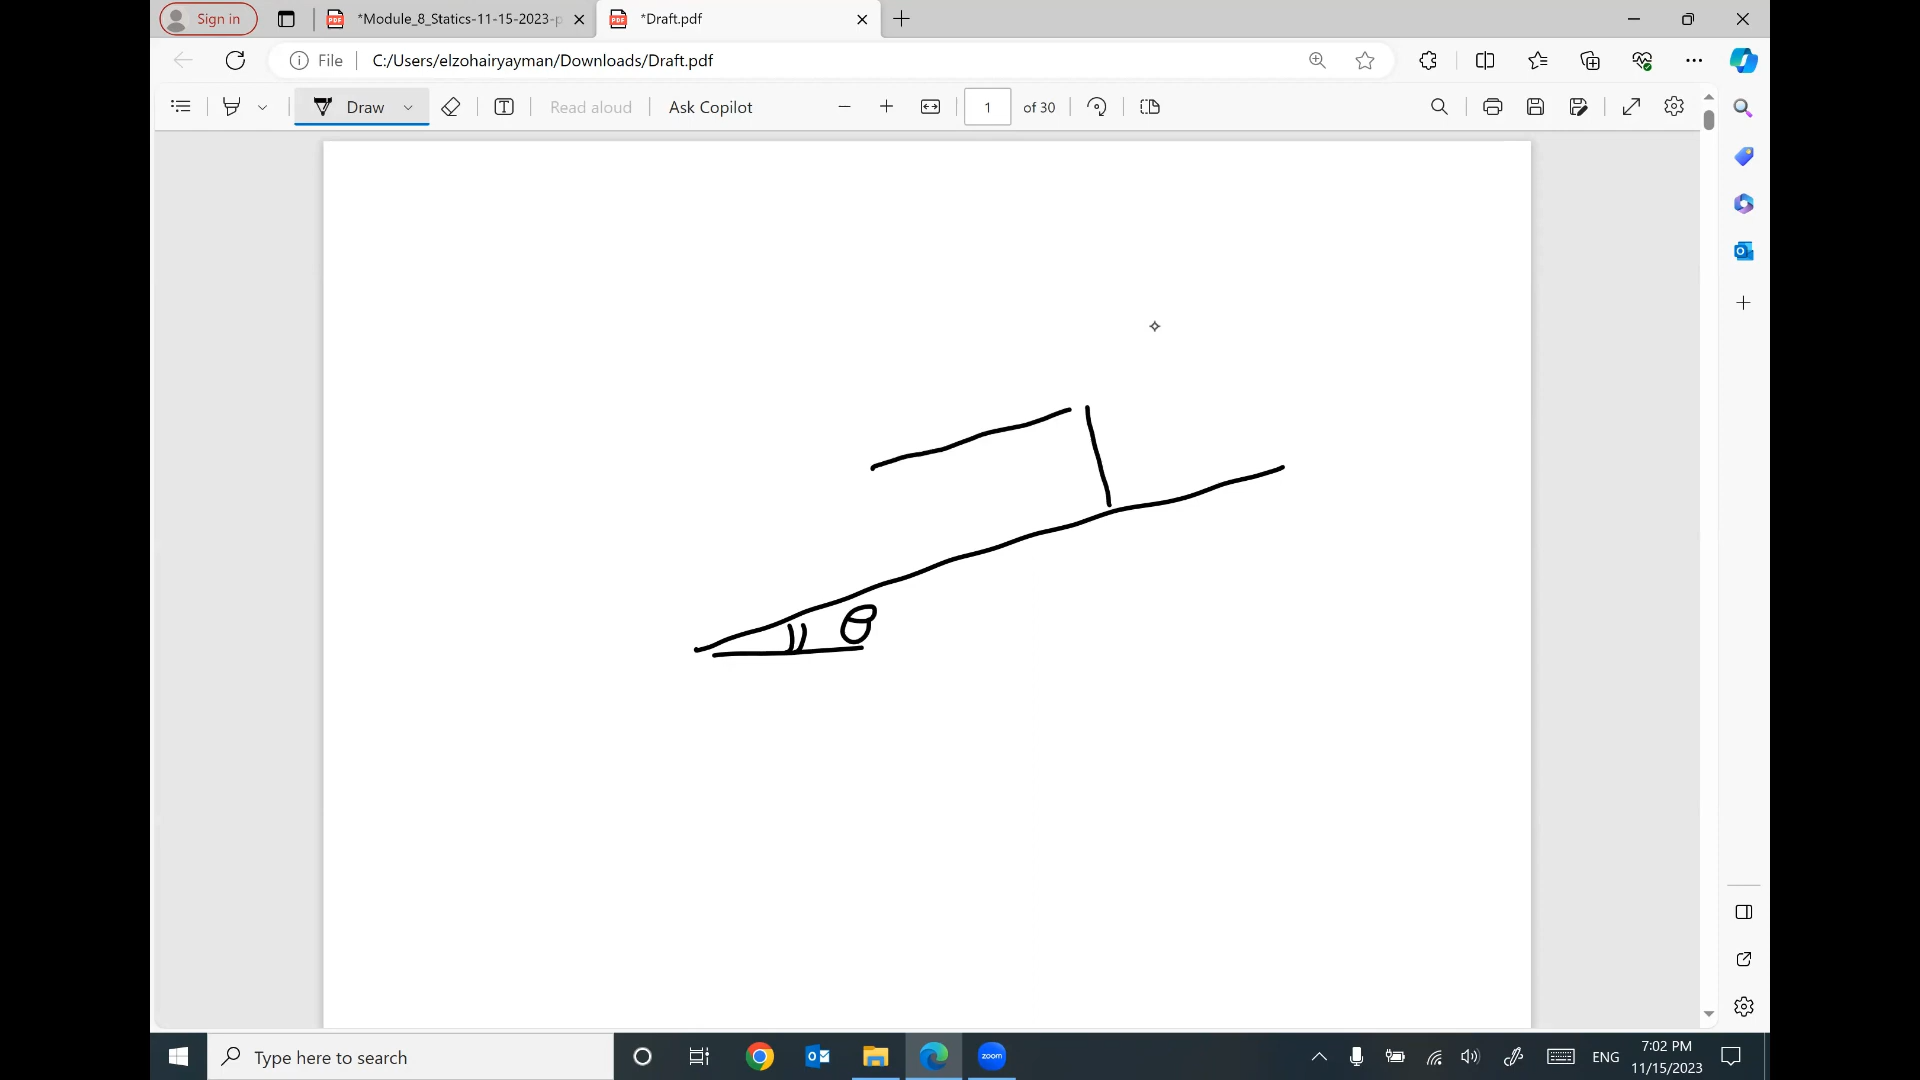 Sign in
*Module_8_Statics-11-15-2023-p
*Draft.pdf
File
C:/Users/elzohairyayman/Downloads/Draft.pdf
Draw
Read aloud
Ask Copilot
1
of 30
θ
Type here to search
zoom
ENG
7:02 PM
11/15/2023